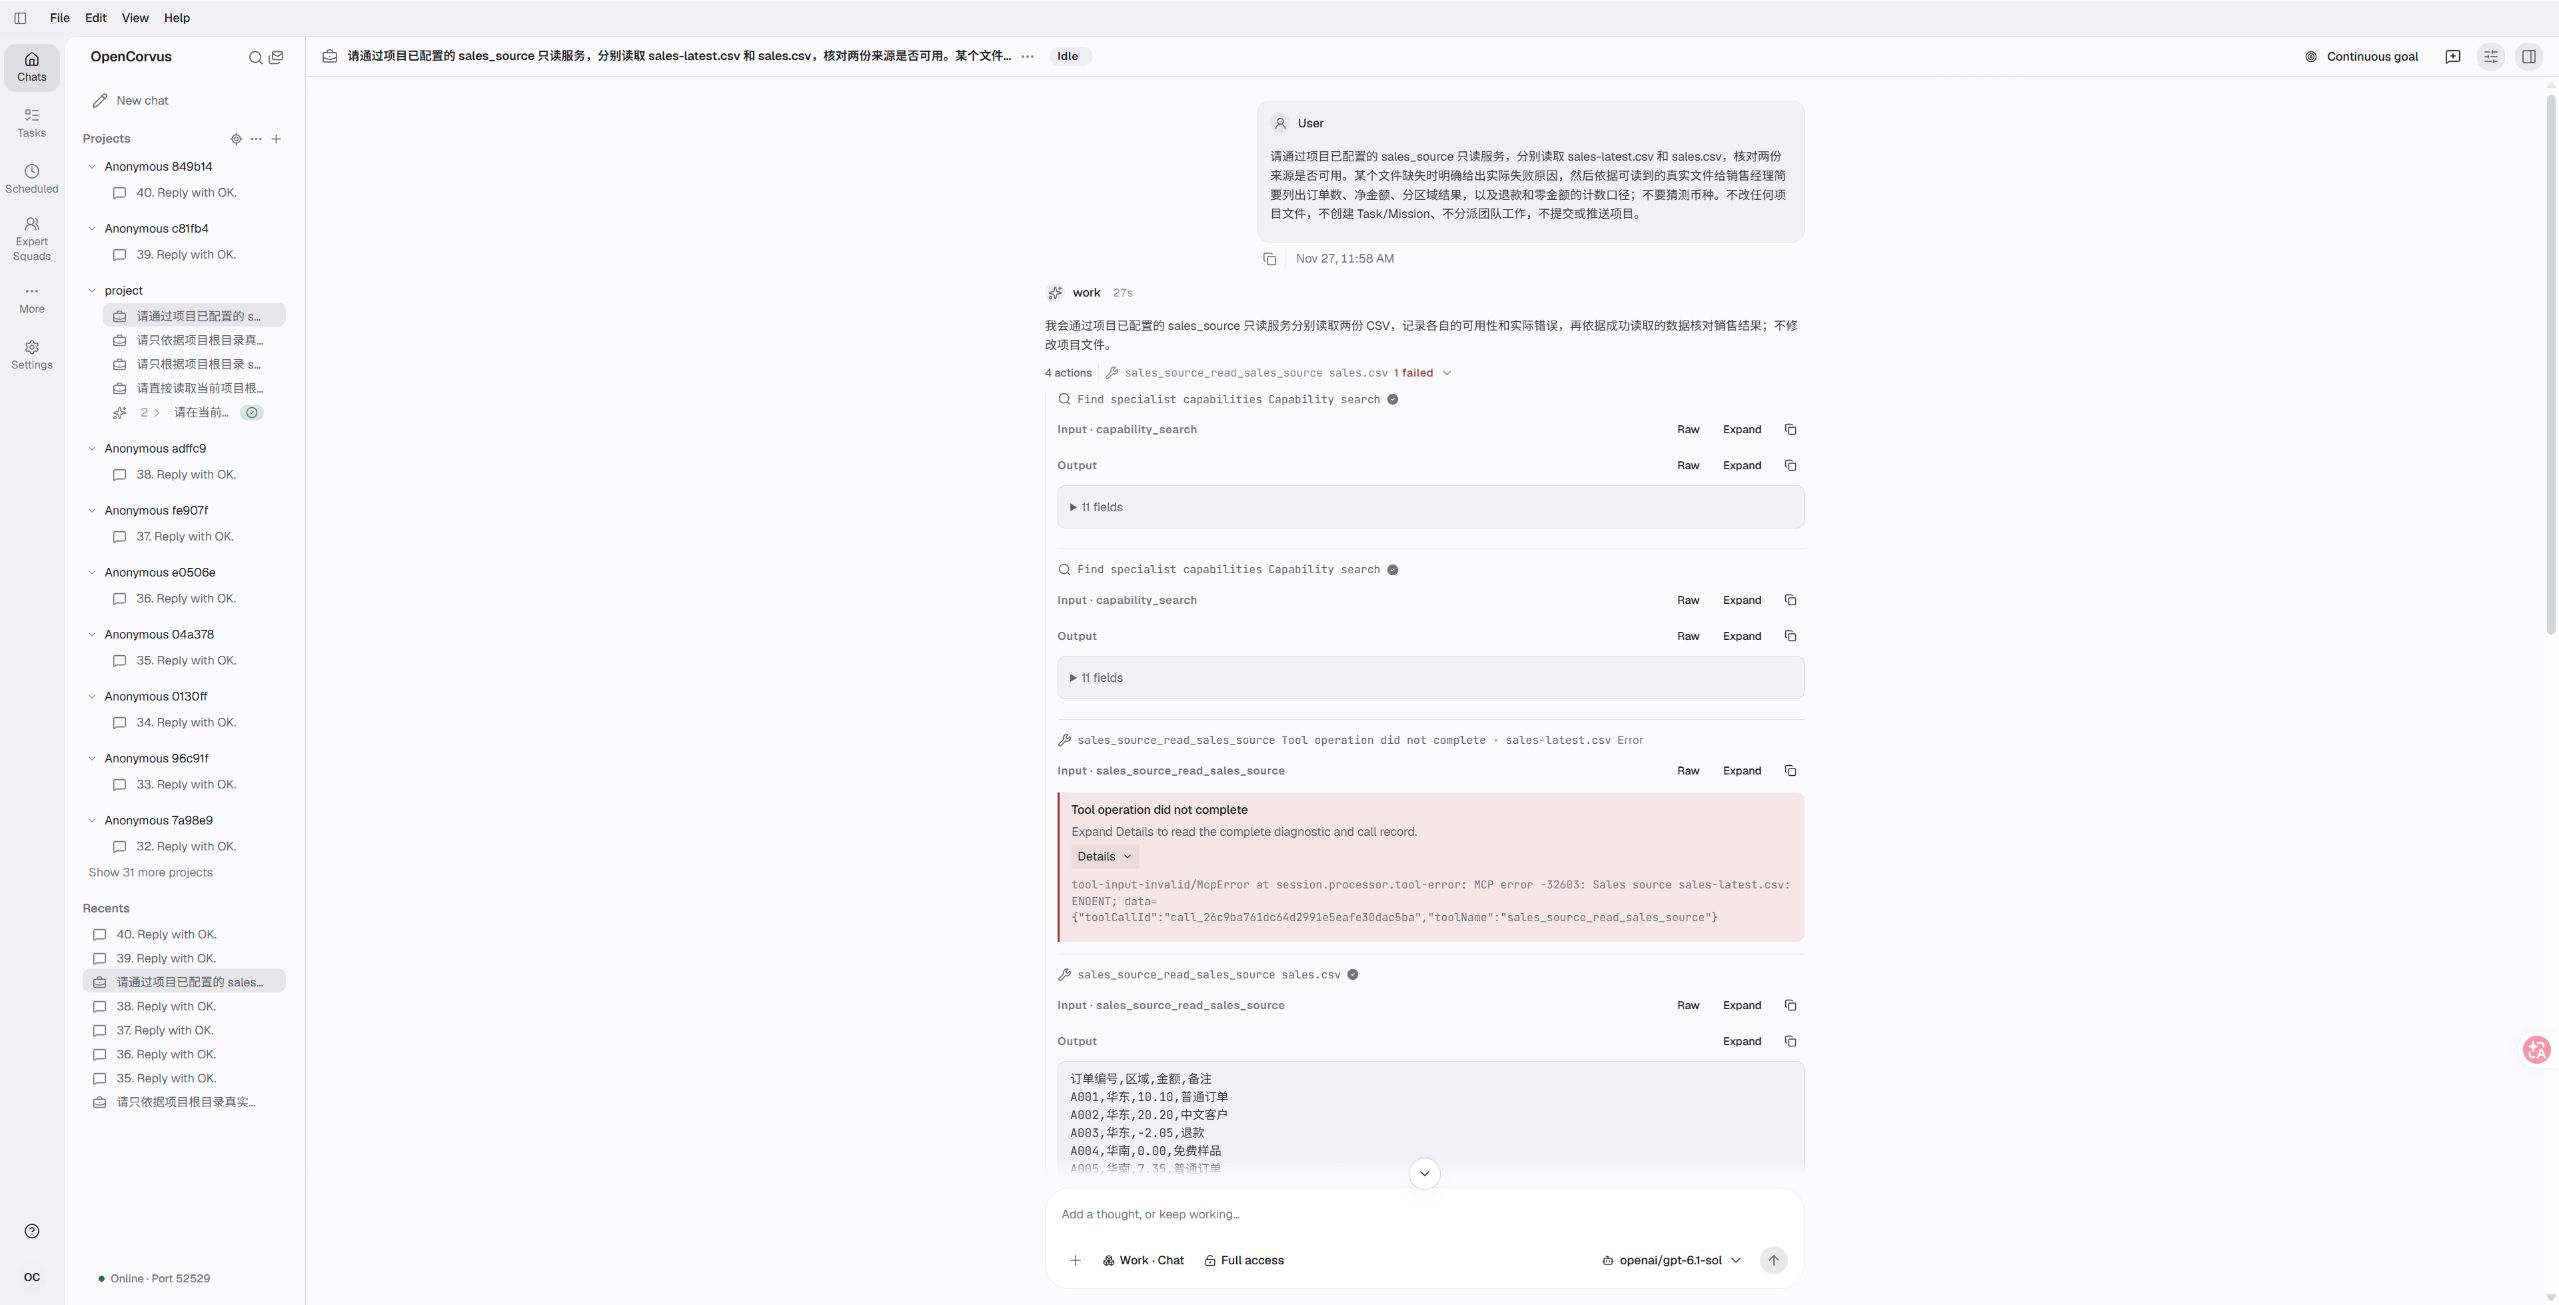 File Edit View Help
Chats
Tasks
Scheduled
Expert
Squads
More
Settings
OC
OpenCorvus
New chat
Projects
Anonymous 849b14
40. Reply with OK.
Anonymous c81fb4
39. Reply with OK.
project
请通过项目已配置的 s...
请只依据项目根目录真...
请只根据项目根目录 s...
请直接读取当前项目根...
2 请在当前...
Anonymous adffc9
38. Reply with OK.
Anonymous fe907f
37. Reply with OK.
Anonymous e0506e
36. Reply with OK.
Anonymous 04a378
35. Reply with OK.
Anonymous 0130ff
34. Reply with OK.
Anonymous 96c91f
33. Reply with OK.
Anonymous 7a98e9
32. Reply with OK.
Show 31 more projects
Recents
40. Reply with OK.
39. Reply with OK.
请通过项目已配置的 sales...
38. Reply with OK.
37. Reply with OK.
36. Reply with OK.
35. Reply with OK.
请只依据项目根目录真实...
Online · Port 52529
请通过项目已配置的 sales_source 只读服务，分别读取 sales-latest.csv 和 sales.csv，核对两份来源是否可用。某个文件... ··· Idle
Continuous goal
User
请通过项目已配置的 sales_source 只读服务，分别读取 sales-latest.csv 和 sales.csv，核对两份
来源是否可用。某个文件缺失时明确给出实际失败原因，然后依据可读到的真实文件给销售经理简
要列出订单数、净金额、分区域结果，以及退款和零金额的计数口径；不要猜测币种。不改任何项
目文件，不创建 Task/Mission、不分派团队工作，不提交或推送项目。
Nov 27, 11:58 AM
work 27s
我会通过项目已配置的 sales_source 只读服务分别读取两份 CSV，记录各自的可用性和实际错误，再依据成功读取的数据核对销售结果；不修
改项目文件。
4 actions sales_source_read_sales_source sales.csv 1 failed
Find specialist capabilities Capability search
Input · capability_search Raw Expand
Output Raw Expand
11 fields
Find specialist capabilities Capability search
Input · capability_search Raw Expand
Output Raw Expand
11 fields
sales_source_read_sales_source Tool operation did not complete · sales-latest.csv Error
Input · sales_source_read_sales_source Raw Expand
Tool operation did not complete
Expand Details to read the complete diagnostic and call record.
Details
tool-input-invalid/McpError at session.processor.tool-error: MCP error -32603: Sales source sales-latest.csv:
ENOENT; data=
{"toolCallId":"call_26c9ba761dc64d2991e5eafe30dac5ba","toolName":"sales_source_read_sales_source"}
sales_source_read_sales_source sales.csv
Input · sales_source_read_sales_source Raw Expand
Output Expand
订单编号,区域,金额,备注
A001,华东,10.10,普通订单
A002,华东,20.20,中文客户
A003,华东,-2.05,退款
A004,华南,0.00,免费样品
A005,华南,7.35,普通订单
Add a thought, or keep working...
Work · Chat Full access openai/gpt-6.1-sol